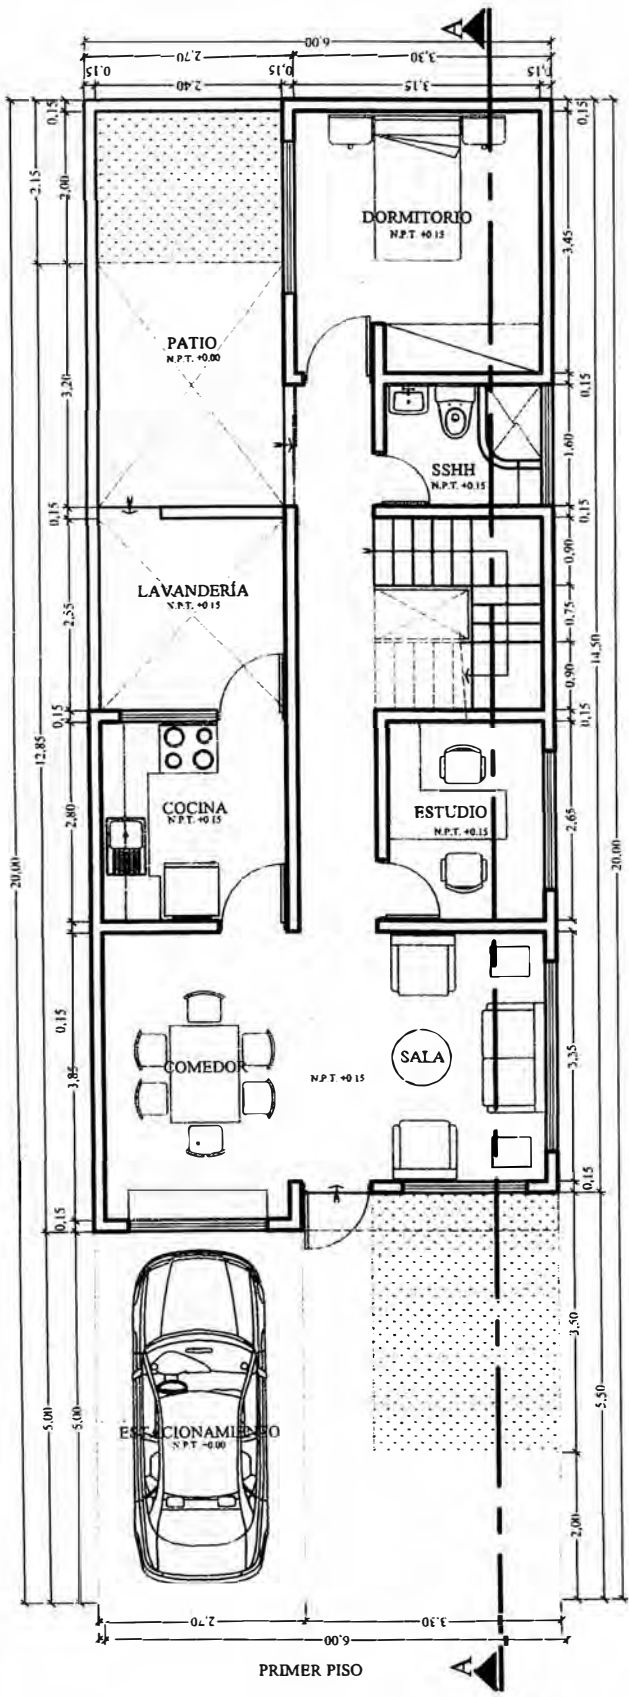 A
6.00
2.70
3.30
0.15
2.40
0,15
3,15
0,15
0,15
0,15
2.15
2,00
DORMITORIO
N.P.T. +0.15
3,45
PATIO
N.P.T. +0.00
3,20
0,15
SSHH
N.P.T. +0.15
1,60
0,15
0,15
LAVANDERÍA
N.P.T. +0.15
0,90
2,55
0,75
14,50
0,90
0,15
0,15
12,85
COCINA
N.P.T. +0.15
2,80
ESTUDIO
N.P.T. +0.15
2,65
20,00
20,00
0,15
COMEDOR
N.P.T. +0.15
SALA
3,85
3,35
0,15
0,15
3,50
ESTACIONAMIENTO
5,00
5,00
5,50
2,00
2,70
3.30
6.00
PRIMER PISO
A